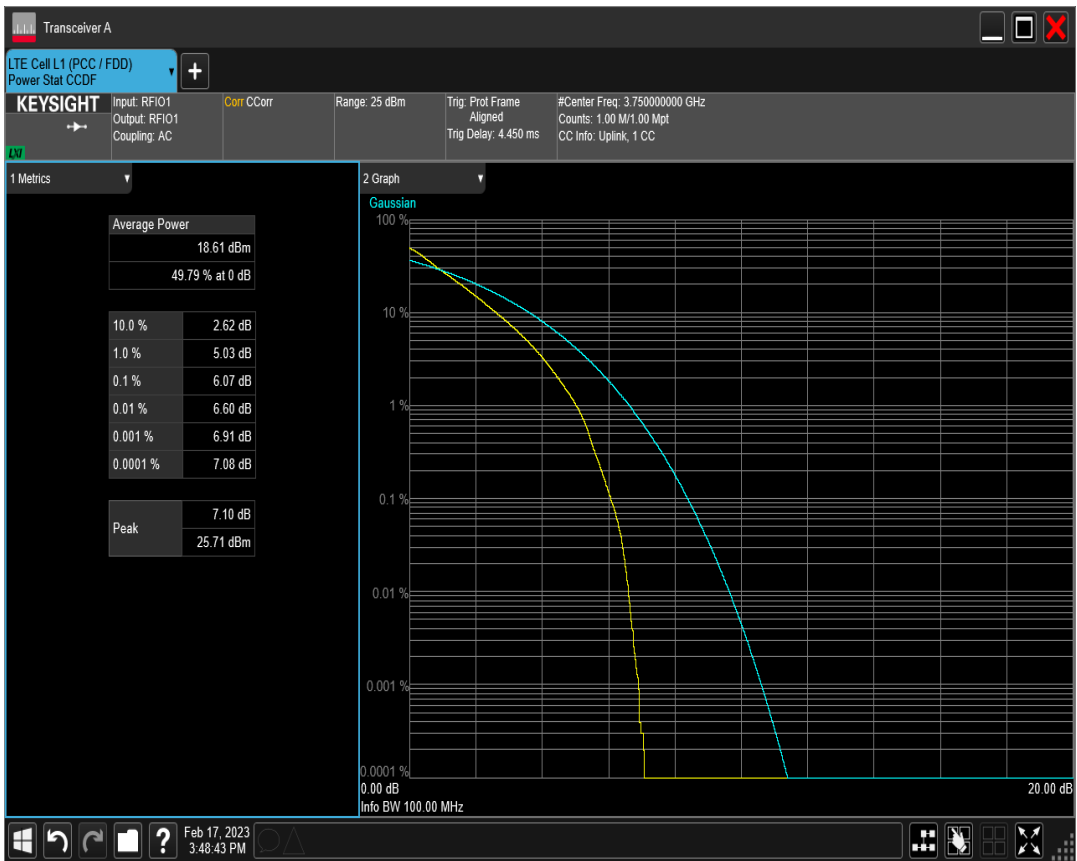 Transceiver A
LTE Cell L1 (PCC / FDD)
Power Stat CCDF
+
KEYSIGHT
LXI
Input: RFIO1
Output: RFIO1
Coupling: AC
Corr CCorr
Range: 25 dBm
Trig: Prot Frame
Aligned
Trig Delay: 4.450 ms
#Center Freq: 3.750000000 GHz
Counts: 1.00 M/1.00 Mpt
CC Info: Uplink, 1 CC
1 Metrics
Average Power
18.61 dBm
49.79 % at 0 dB
10.0 % 2.62 dB
1.0 % 5.03 dB
0.1 % 6.07 dB
0.01 % 6.60 dB
0.001 % 6.91 dB
0.0001 % 7.08 dB
Peak 7.10 dB
25.71 dBm
2 Graph
Gaussian
100 %
10 %
1 %
0.1 %
0.01 %
0.001 %
0.0001 %
0.00 dB 20.00 dB
Info BW 100.00 MHz
? Feb 17, 2023
3:48:43 PM